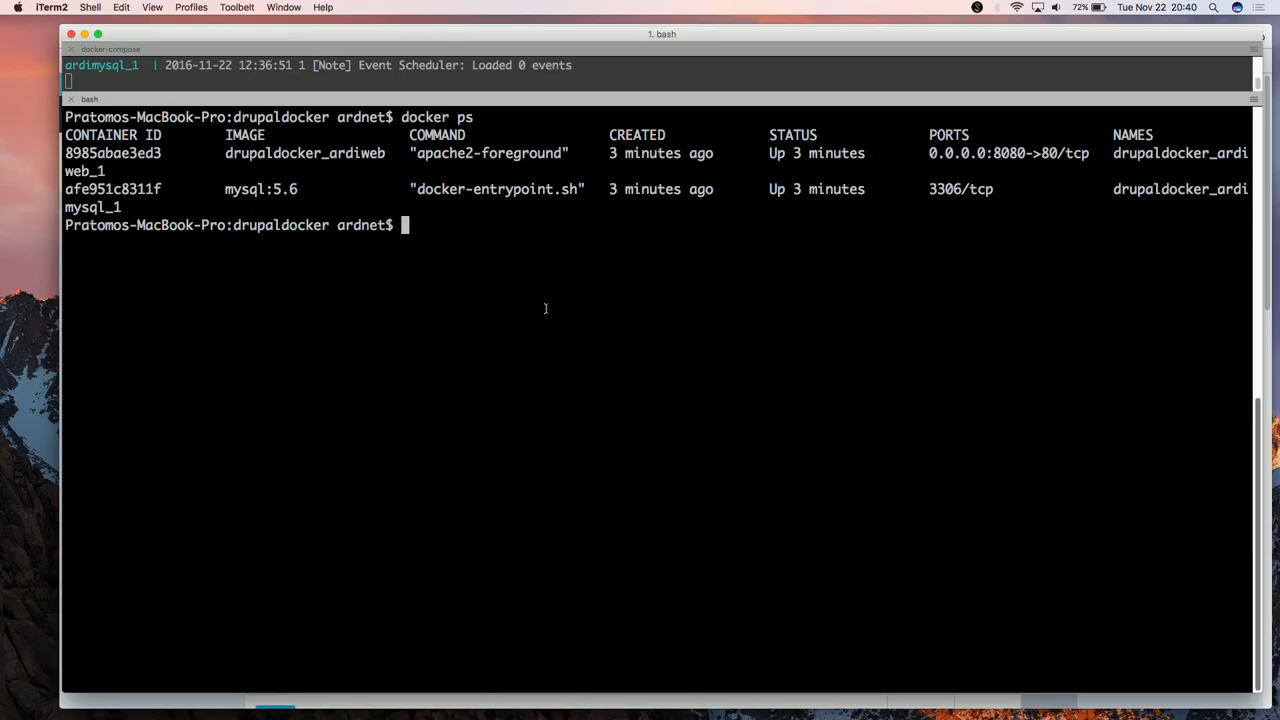 iTerm2 Shell Edit View Profiles Toolbelt Window Help 72% Tue Nov 22 20:40
1. bash
docker-compose
ardimysql_1 | 2016-11-22 12:36:51 1 [Note] Event Scheduler: Loaded 0 events
bash
Pratomos-MacBook-Pro:drupaldocker ardnet$ docker ps
CONTAINER ID IMAGE COMMAND CREATED STATUS PORTS NAMES
8985abae3ed3 drupaldocker_ardiweb "apache2-foreground" 3 minutes ago Up 3 minutes 0.0.0.0:8080->80/tcp drupaldocker_ardi
web_1
afe951c8311f mysql:5.6 "docker-entrypoint.sh" 3 minutes ago Up 3 minutes 3306/tcp drupaldocker_ardi
mysql_1
Pratomos-MacBook-Pro:drupaldocker ardnet$